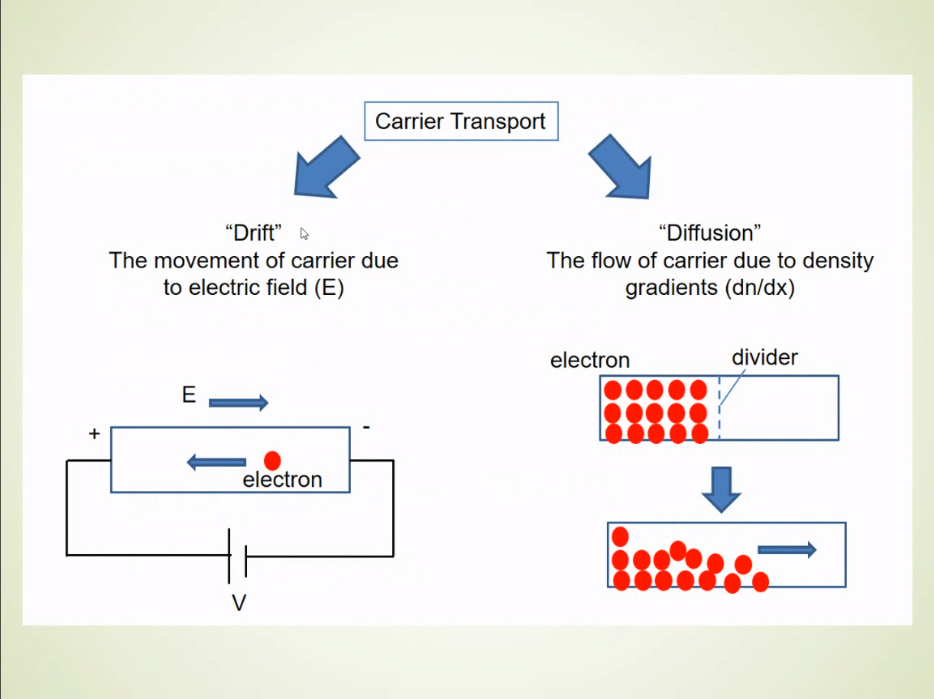 Carrier Transport
“Drift”
The movement of carrier due
to electric field (E)
“Diffusion”
The flow of carrier due to density
gradients (dn/dx)
E
+
-
electron
V
electron
divider